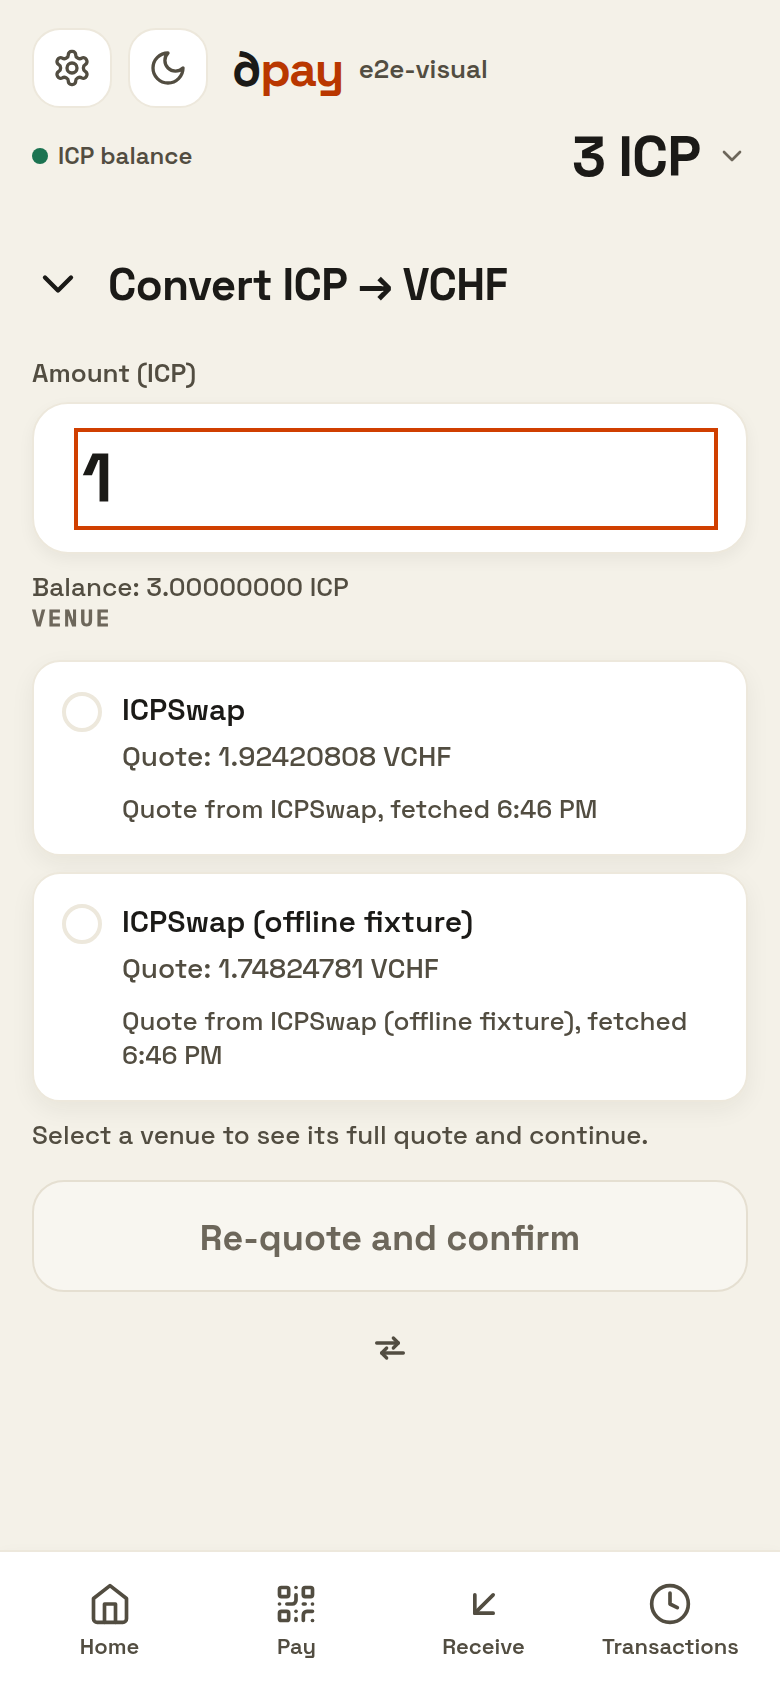 ∂pay e2e-visual
ICP balance
3 ICP
Convert ICP → VCHF
Amount (ICP)
1
Balance: 3.00000000 ICP
VENUE
ICPSwap
Quote: 1.92420808 VCHF
Quote from ICPSwap, fetched 6:46 PM
ICPSwap (offline fixture)
Quote: 1.74824781 VCHF
Quote from ICPSwap (offline fixture), fetched
6:46 PM
Select a venue to see its full quote and continue.
Re-quote and confirm
Home
Pay
Receive
Transactions